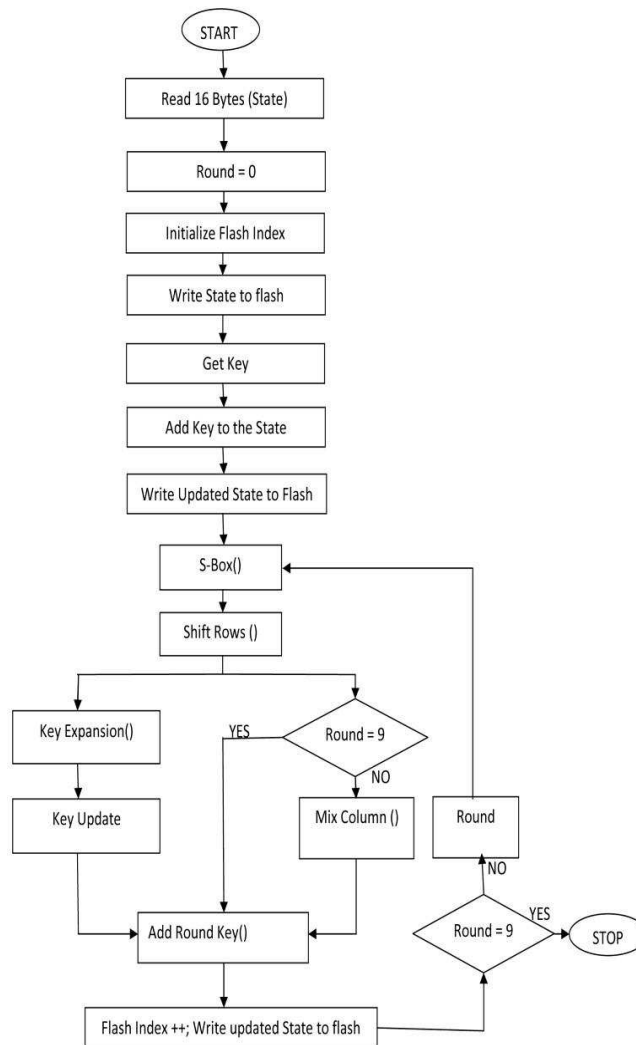 START
Read 16 Bytes (State)
Round = 0
Initialize Flash Index
Write State to flash
Get Key
Add Key to the State
Write Updated State to Flash
S-Box()
Shift Rows ()
Key Expansion()
YES
Round = 9
NO
Key Update
Mix Column ()
Round
NO
Add Round Key()
Round = 9
YES
STOP
Flash Index ++; Write updated State to flash